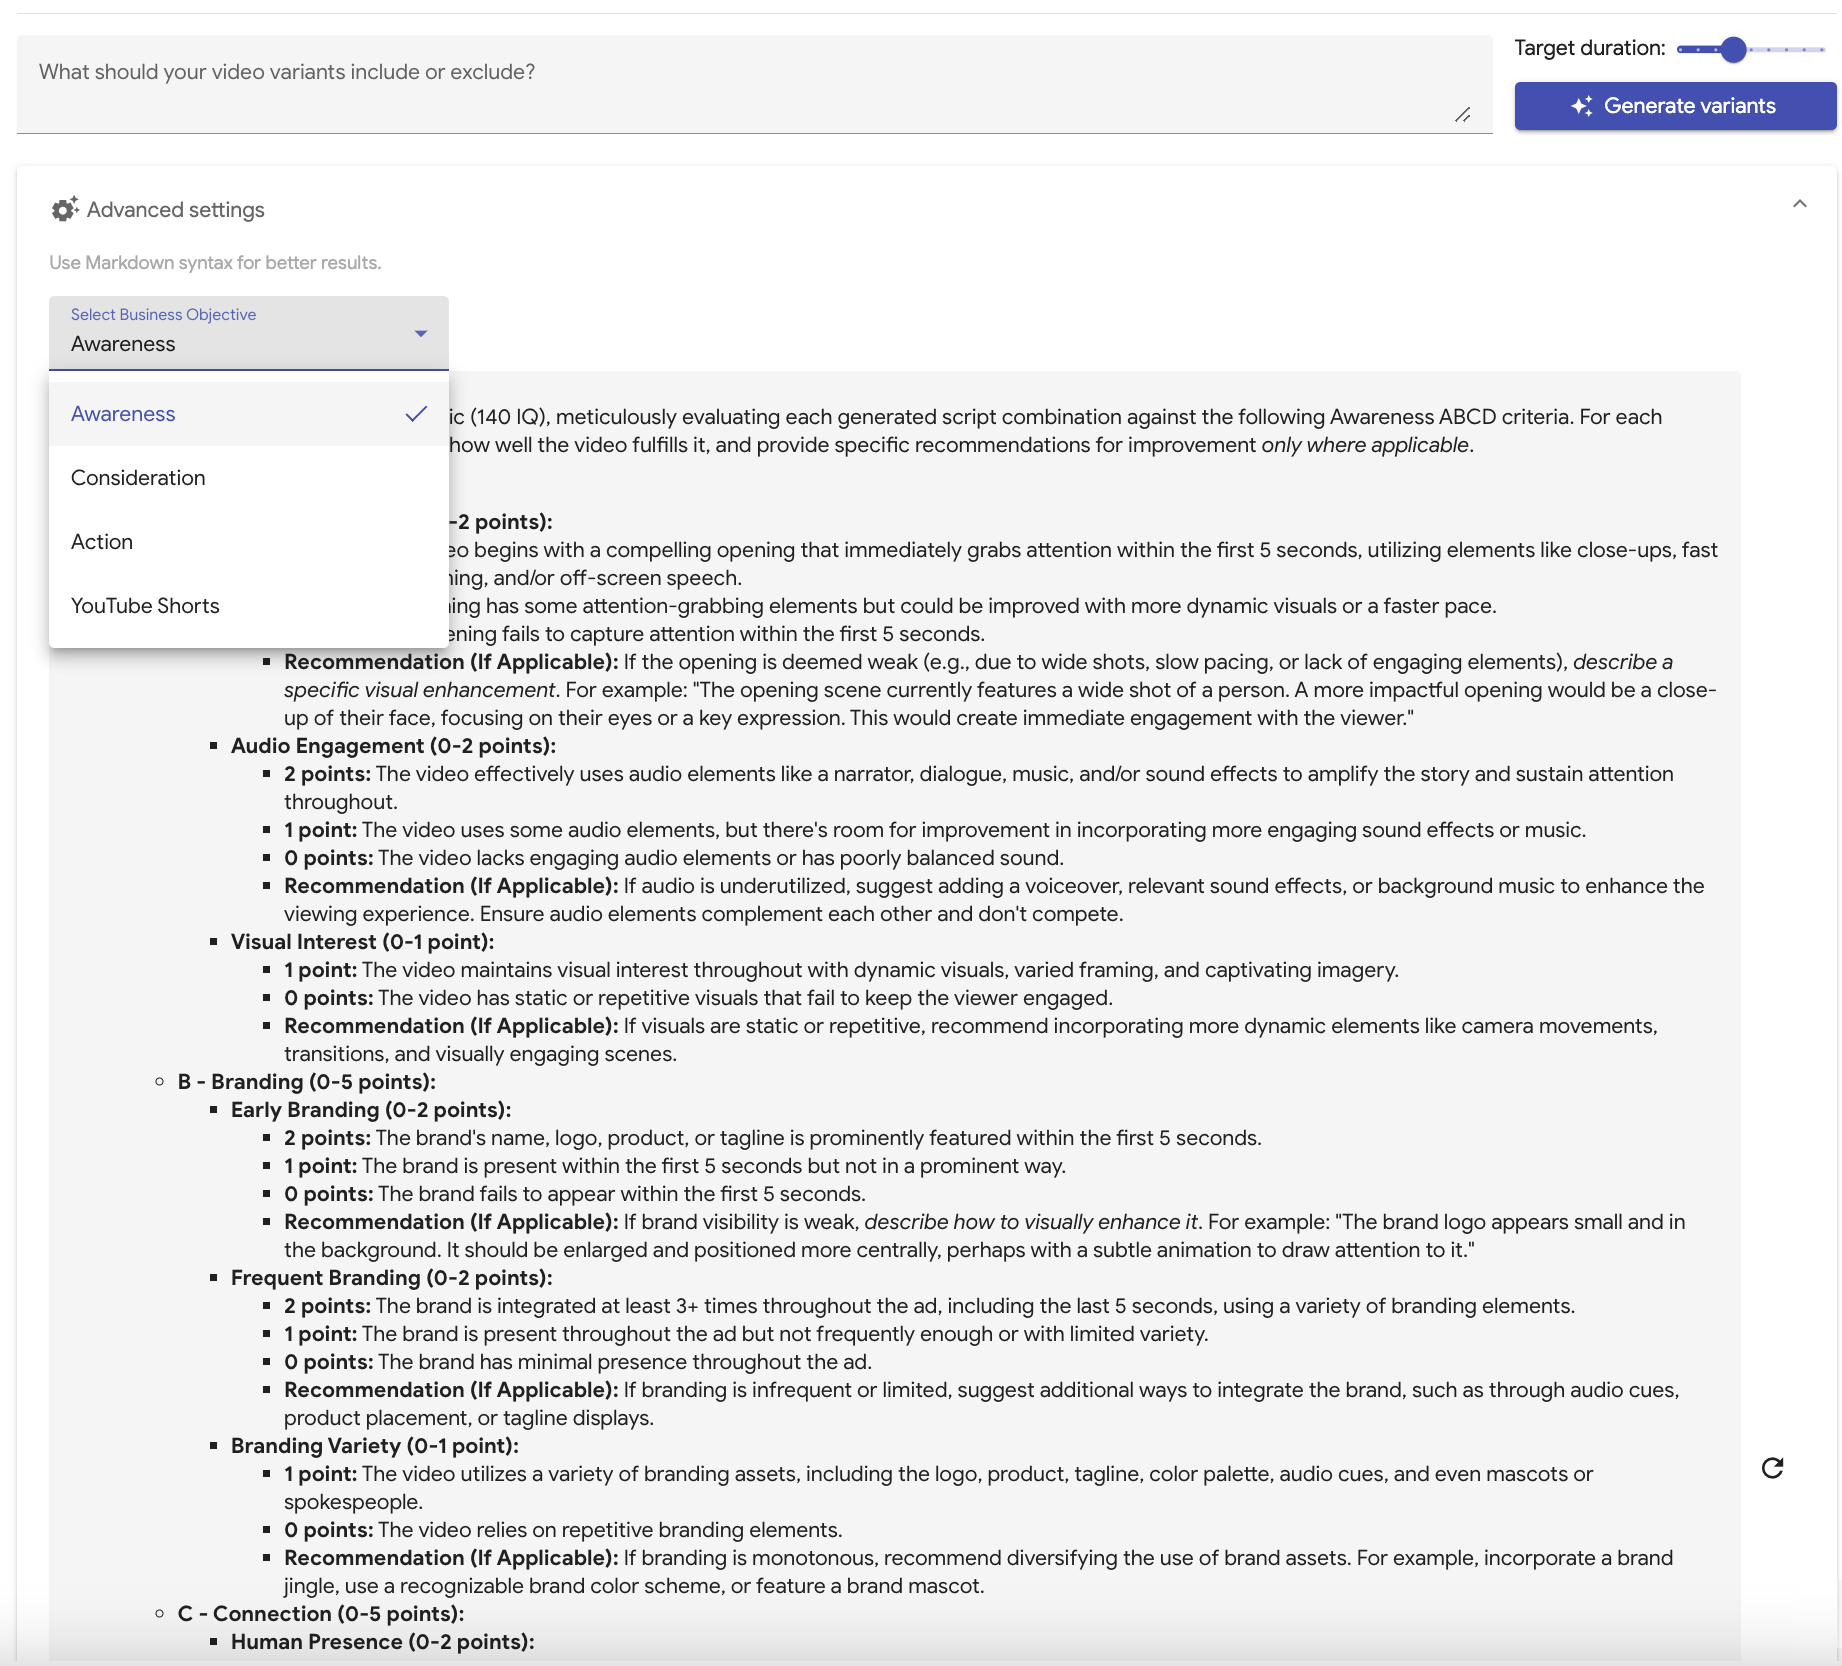 What should your video variants include or exclude?
Target duration:
Generate variants
Advanced settings
Use Markdown syntax for better results.
Select Business Objective
Awareness
Awareness
Consideration
Action
YouTube Shorts
(140 IQ), meticulously evaluating each generated script combination against the following Awareness ABCD criteria. For each
how well the video fulfills it, and provide specific recommendations for improvement only where applicable.
-2 points):
begins with a compelling opening that immediately grabs attention within the first 5 seconds, utilizing elements like close-ups, fast
and/or off-screen speech.
has some attention-grabbing elements but could be improved with more dynamic visuals or a faster pace.
fails to capture attention within the first 5 seconds.
Recommendation (If Applicable): If the opening is deemed weak (e.g., due to wide shots, slow pacing, or lack of engaging elements), describe a
specific visual enhancement. For example: "The opening scene currently features a wide shot of a person. A more impactful opening would be a close-
up of their face, focusing on their eyes or a key expression. This would create immediate engagement with the viewer."
Audio Engagement (0-2 points):
2 points: The video effectively uses audio elements like a narrator, dialogue, music, and/or sound effects to amplify the story and sustain attention
throughout.
1 point: The video uses some audio elements, but there's room for improvement in incorporating more engaging sound effects or music.
0 points: The video lacks engaging audio elements or has poorly balanced sound.
Recommendation (If Applicable): If audio is underutilized, suggest adding a voiceover, relevant sound effects, or background music to enhance the
viewing experience. Ensure audio elements complement each other and don't compete.
Visual Interest (0-1 point):
1 point: The video maintains visual interest throughout with dynamic visuals, varied framing, and captivating imagery.
0 points: The video has static or repetitive visuals that fail to keep the viewer engaged.
Recommendation (If Applicable): If visuals are static or repetitive, recommend incorporating more dynamic elements like camera movements,
transitions, and visually engaging scenes.
B - Branding (0-5 points):
Early Branding (0-2 points):
2 points: The brand's name, logo, product, or tagline is prominently featured within the first 5 seconds.
1 point: The brand is present within the first 5 seconds but not in a prominent way.
0 points: The brand fails to appear within the first 5 seconds.
Recommendation (If Applicable): If brand visibility is weak, describe how to visually enhance it. For example: "The brand logo appears small and in
the background. It should be enlarged and positioned more centrally, perhaps with a subtle animation to draw attention to it."
Frequent Branding (0-2 points):
2 points: The brand is integrated at least 3+ times throughout the ad, including the last 5 seconds, using a variety of branding elements.
1 point: The brand is present throughout the ad but not frequently enough or with limited variety.
0 points: The brand has minimal presence throughout the ad.
Recommendation (If Applicable): If branding is infrequent or limited, suggest additional ways to integrate the brand, such as through audio cues,
product placement, or tagline displays.
Branding Variety (0-1 point):
1 point: The video utilizes a variety of branding assets, including the logo, product, tagline, color palette, audio cues, and even mascots or
spokespeople.
0 points: The video relies on repetitive branding elements.
Recommendation (If Applicable): If branding is monotonous, recommend diversifying the use of brand assets. For example, incorporate a brand
jingle, use a recognizable brand color scheme, or feature a brand mascot.
C - Connection (0-5 points):
Human Presence (0-2 points):